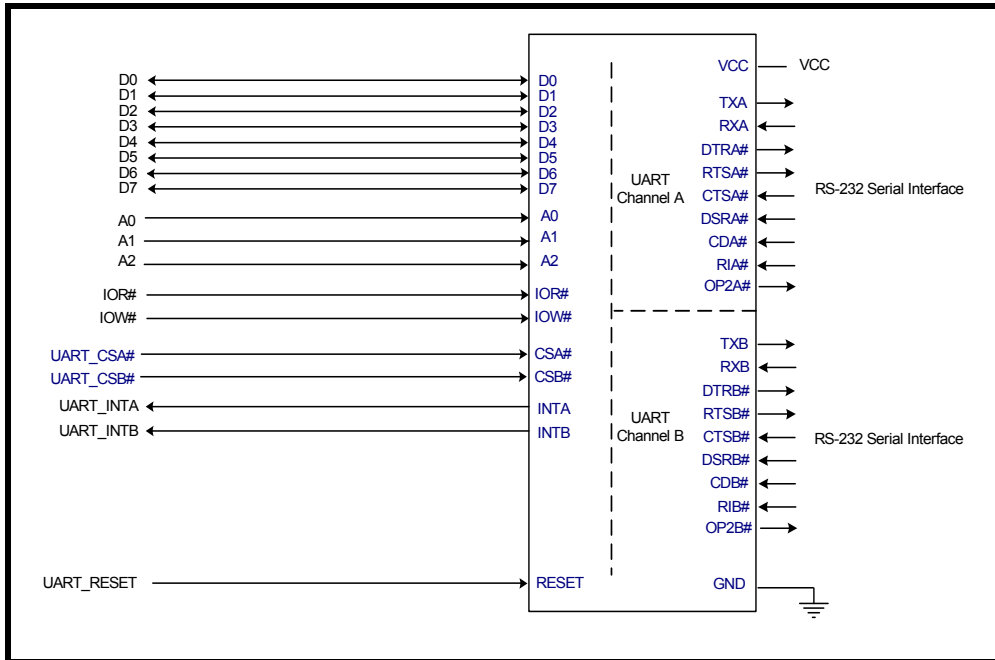 D0
D1
D2
D3
D4
D5
D6
D7
A0
A1
A2
IOR#
IOW#
UART_CSA#
UART_CSB#
UART_INTA
UART_INTB
UART_RESET
D0
D1
D2
D3
D4
D5
D6
D7
A0
A1
A2
IOR#
IOW#
CSA#
CSB#
INTA
INTB
RESET
UART
Channel A
UART
Channel B
VCC
TXA
RXA
DTRA#
RTSA#
CTSA#
DSRA#
CDA#
RIA#
OP2A#
TXB
RXB
DTRB#
RTSB#
CTSB#
DSRB#
CDB#
RIB#
OP2B#
GND
VCC
RS-232 Serial Interface
RS-232 Serial Interface